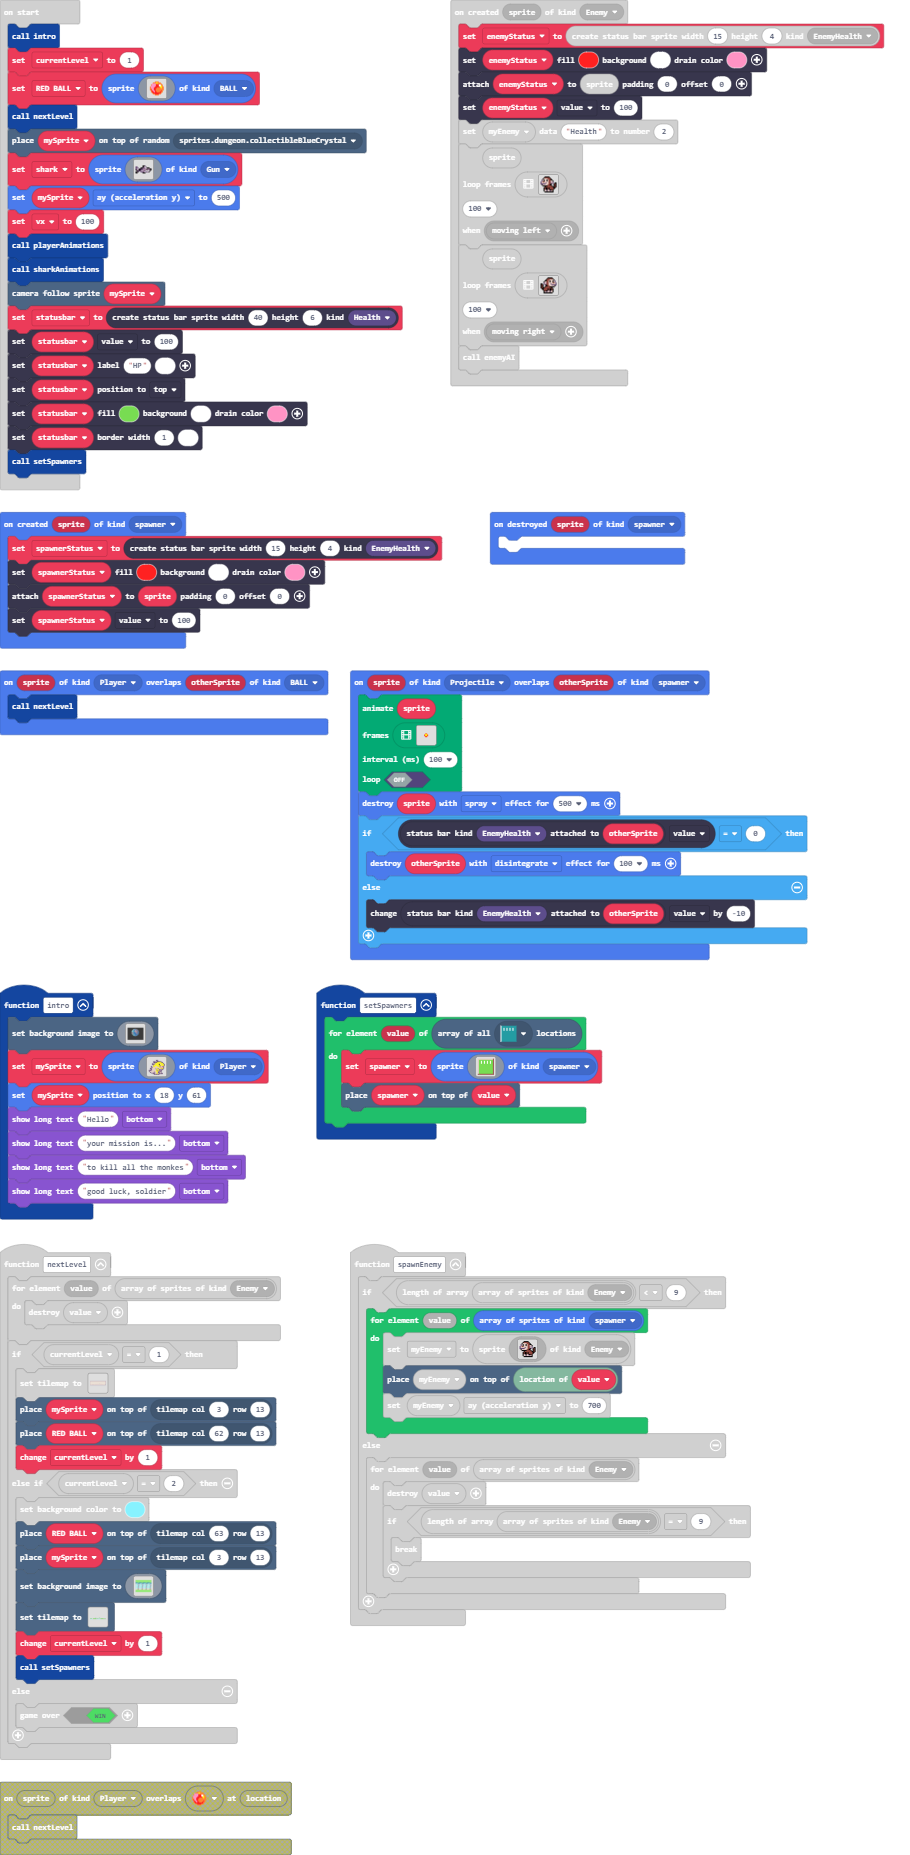 on start
call intro
set currentLevel to 1
set RED BALL to sprite of kind BALL
call nextLevel
place mySprite on top of random sprites.dungeon.collectibleBlueCrystal
set shark to sprite of kind Gun
set mySprite ay (acceleration y) to 500
set vx to 100
call playerAnimations
call sharkAnimations
camera follow sprite mySprite
set statusbar to create status bar sprite width 40 height 6 kind Health
set statusbar value to 100
set statusbar label "HP"
set statusbar position to top
set statusbar fill background drain color
set statusbar border width 1
call setSpawners
on created sprite of kind Enemy
set enemyStatus to create status bar sprite width 15 height 4 kind EnemyHealth
set enemyStatus fill background drain color
attach enemyStatus to sprite padding 0 offset 0
set enemyStatus value to 100
set myEnemy data "Health" to number 2
sprite
loop frames
100
when moving left
sprite
loop frames
100
when moving right
call enemyAI
on created sprite of kind spawner
set spawnerStatus to create status bar sprite width 15 height 4 kind EnemyHealth
set spawnerStatus fill background drain color
attach spawnerStatus to sprite padding 0 offset 0
set spawnerStatus value to 100
on destroyed sprite of kind spawner
on sprite of kind Player overlaps otherSprite of kind BALL
call nextLevel
on sprite of kind Projectile overlaps otherSprite of kind spawner
animate sprite
frames
interval (ms) 100
loop OFF
destroy sprite with spray effect for 500 ms
if status bar kind EnemyHealth attached to otherSprite value = 0 then
destroy otherSprite with disintegrate effect for 100 ms
else
change status bar kind EnemyHealth attached to otherSprite value by -10
function intro
set background image to
set mySprite to sprite of kind Player
set mySprite position to x 18 y 61
show long text "Hello" bottom
show long text "your mission is..." bottom
show long text "to kill all the monkes" bottom
show long text "good luck, soldier" bottom
function setSpawners
for element value of array of all locations
do
set spawner to sprite of kind spawner
place spawner on top of value
function nextLevel
for element value of array of sprites of kind Enemy
do
destroy value
if currentLevel = 1 then
set tilemap to
place mySprite on top of tilemap col 3 row 13
place RED BALL on top of tilemap col 62 row 13
change currentLevel by 1
else if currentLevel = 2 then
set background color to
place RED BALL on top of tilemap col 63 row 13
place mySprite on top of tilemap col 3 row 13
set background image to
set tilemap to
change currentLevel by 1
call setSpawners
else
game over WIN
function spawnEnemy
if length of array array of sprites of kind Enemy < 9 then
for element value of array of sprites of kind spawner
do
set myEnemy to sprite of kind Enemy
place myEnemy on top of location of value
set myEnemy ay (acceleration y) to 700
else
for element value of array of sprites of kind Enemy
do
destroy value
if length of array array of sprites of kind Enemy = 9 then
break
on sprite of kind Player overlaps at location
call nextLevel